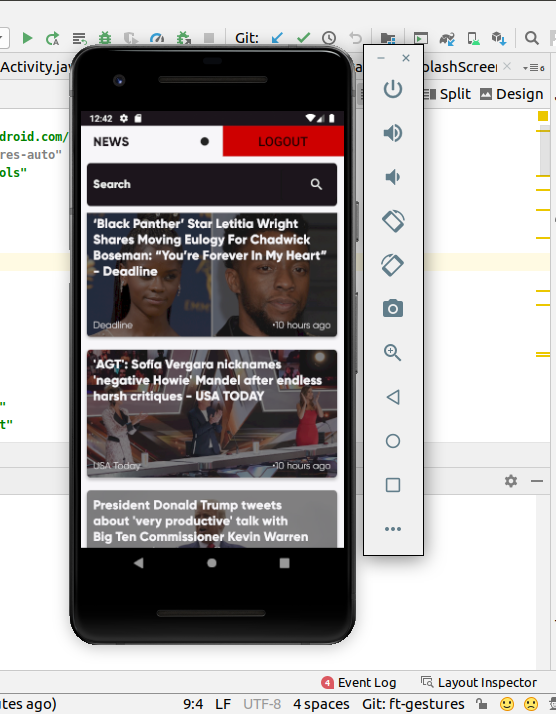 Git:
Activity.jav
plashScreen
6
Split
Design
droid.com/
res-auto"
ols"
12:42
NEWS
LOGOUT
Search
‘Black Panther’ Star Letitia Wright
Shares Moving Eulogy For Chadwick
Boseman: “You’re Forever In My Heart”
– Deadline
Deadline
•10 hours ago
'AGT': Sofía Vergara nicknames
'negative Howie' Mandel after endless
harsh critiques - USA TODAY
USA Today
•10 hours ago
President Donald Trump tweets
about 'very productive' talk with
Big Ten Commissioner Kevin Warren
"
t"
4 Event Log
Layout Inspector
utes ago)
9:4 LF UTF-8 4 spaces Git: ft-gestures